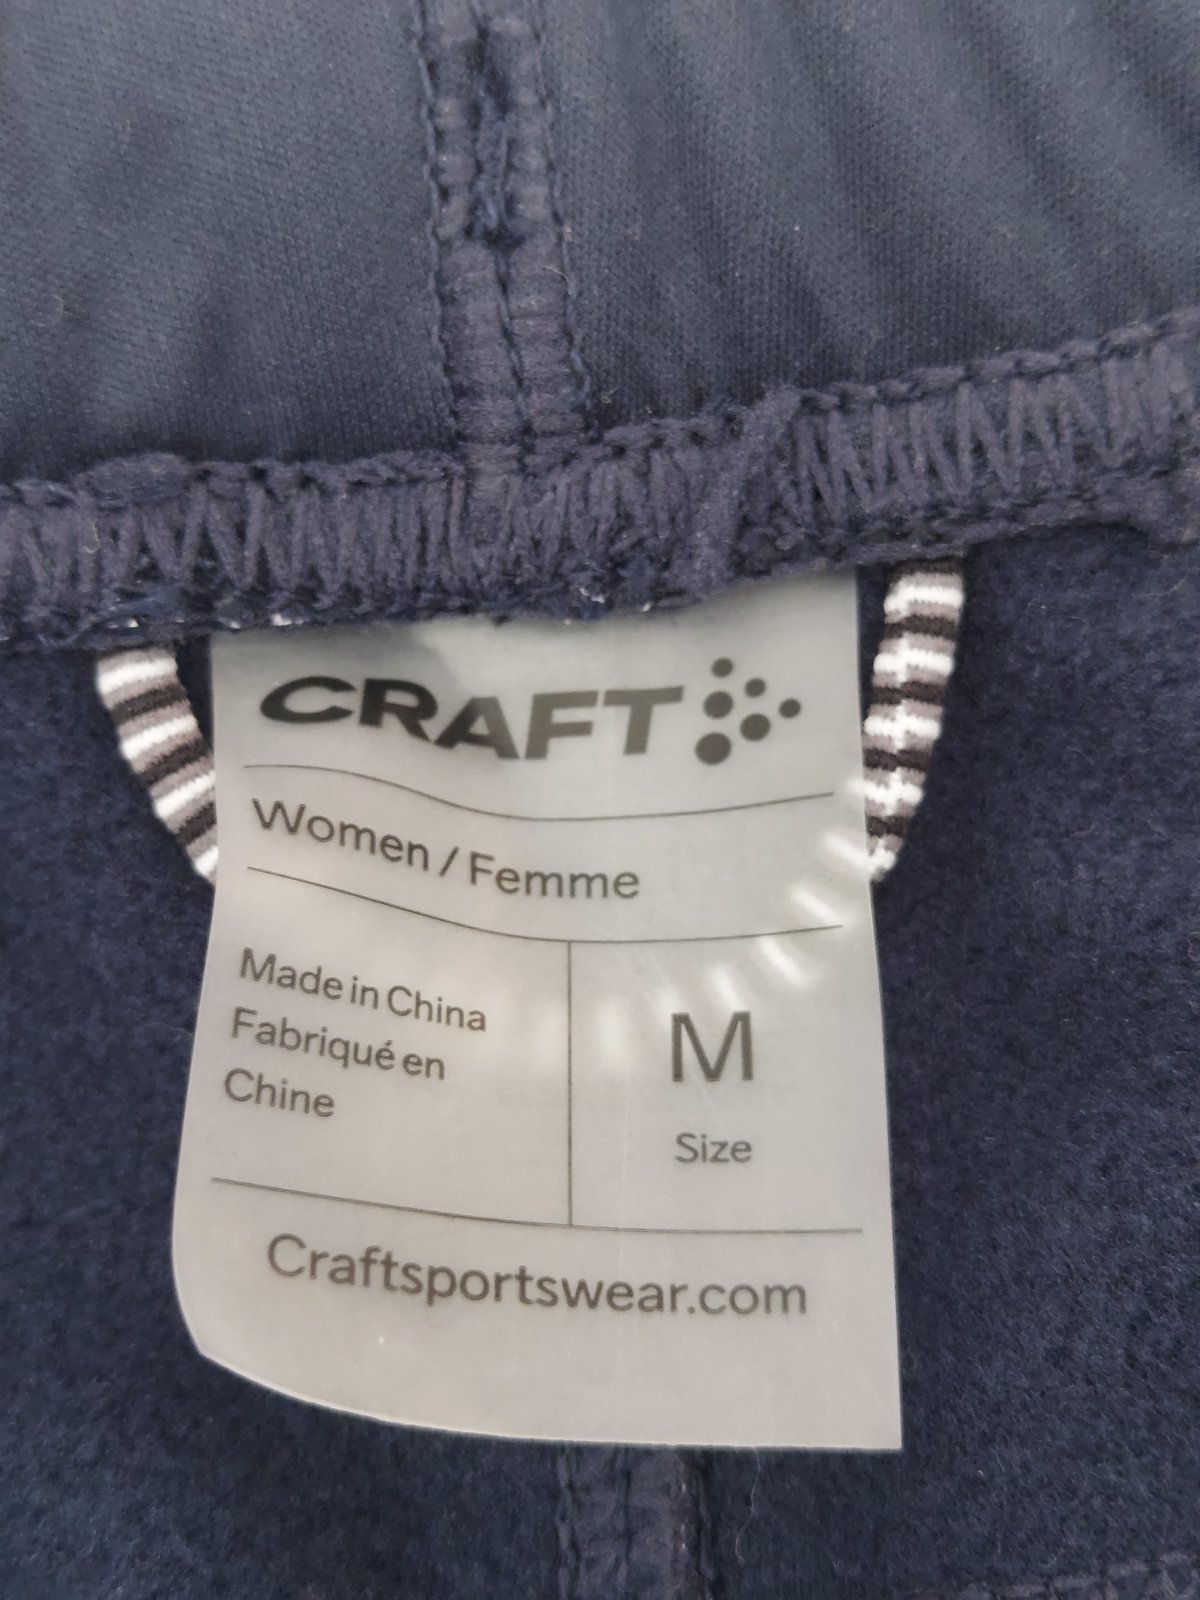 CRAFT
Women / Femme
Made in China
Fabriqué en
Chine
M
Size
Craftsportswear.com